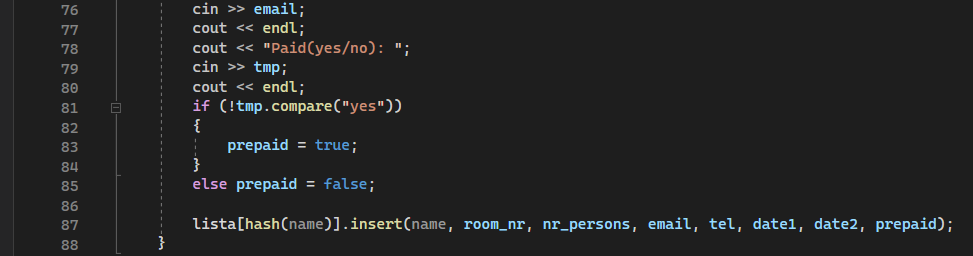 76 cin >> email;
77 cout << endl;
78 cout << "Paid(yes/no): ";
79 cin >> tmp;
80 cout << endl;
81 if (!tmp.compare("yes"))
82 {
83 prepaid = true;
84 }
85 else prepaid = false;
86
87 lista[hash(name)].insert(name, room_nr, nr_persons, email, tel, date1, date2, prepaid);
88 }